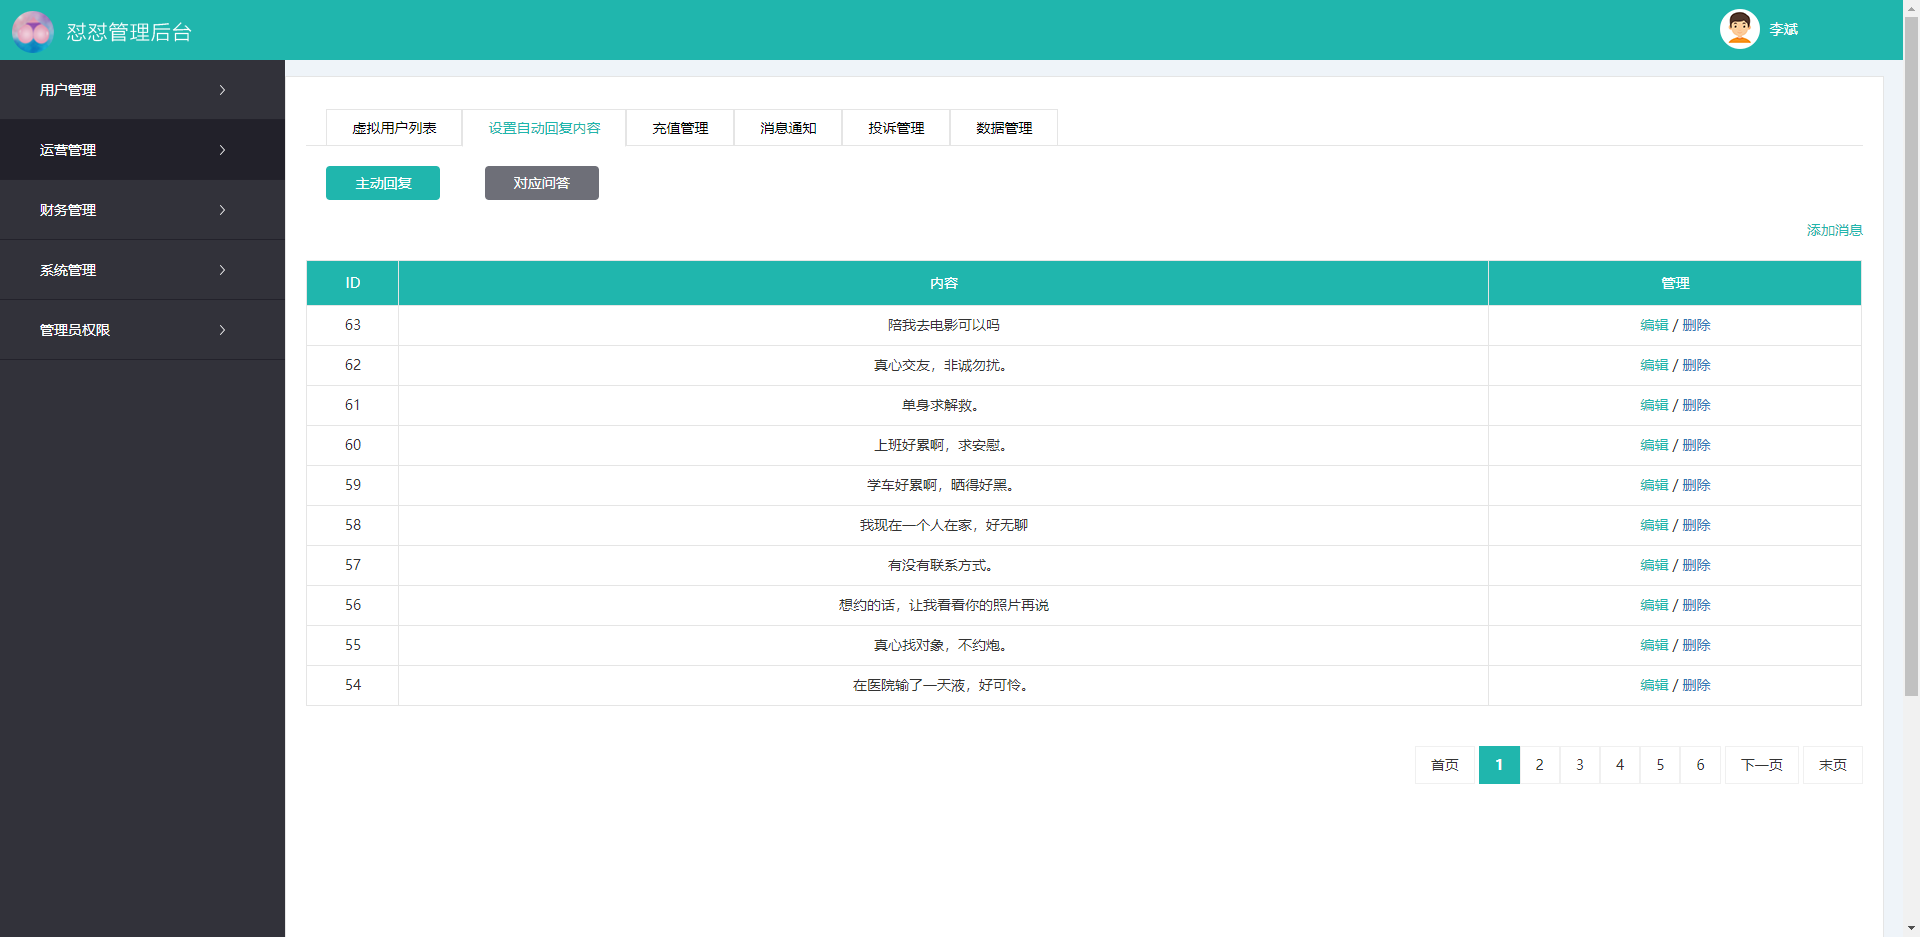 怼怼管理后台
李斌
用户管理
运营管理
财务管理
系统管理
管理员权限
虚拟用户列表 设置自动回复内容 充值管理 消息通知 投诉管理 数据管理
主动回复 对应问答
添加消息
ID 内容 管理
63 陪我去电影可以吗 编辑 / 删除
62 真心交友，非诚勿扰。 编辑 / 删除
61 单身求解救。 编辑 / 删除
60 上班好累啊，求安慰。 编辑 / 删除
59 学车好累啊，晒得好黑。 编辑 / 删除
58 我现在一个人在家，好无聊 编辑 / 删除
57 有没有联系方式。 编辑 / 删除
56 想约的话，让我看看你的照片再说 编辑 / 删除
55 真心找对象，不约炮。 编辑 / 删除
54 在医院输了一天液，好可怜。 编辑 / 删除
首页 1 2 3 4 5 6 下一页 末页